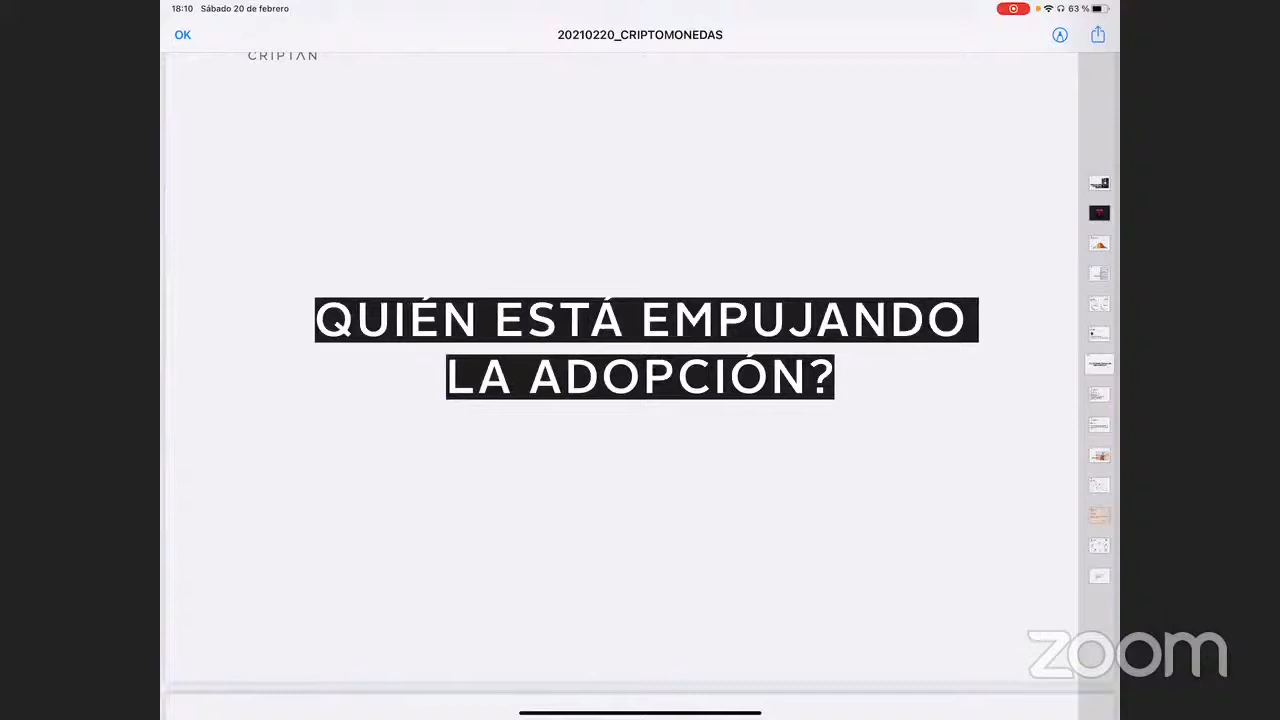 18:10 Sábado 20 de febrero
63 %
OK
20210220_CRIPTOMONEDAS
CRIPTAN
QUIÉN ESTÁ EMPUJANDO
LA ADOPCIÓN?
zoom